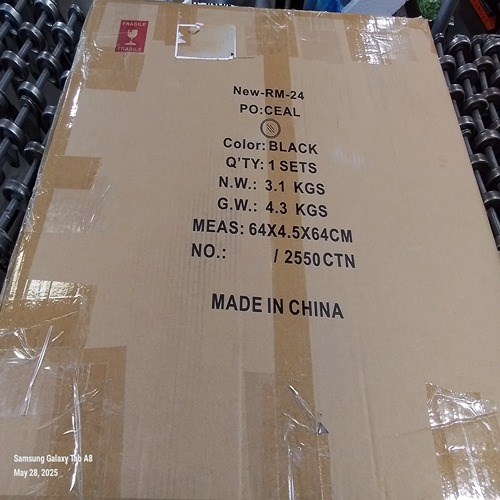 FRAGILE
FRAGILE
New-RM-24
PO:CEAL
Color: BLACK
Q'TY: 1 SETS
N.W.: 3.1 KGS
G.W.: 4.3 KGS
MEAS: 64X4.5X64CM
NO.: / 2550CTN
MADE IN CHINA
Samsung Galaxy Tab A8
May 28, 2025